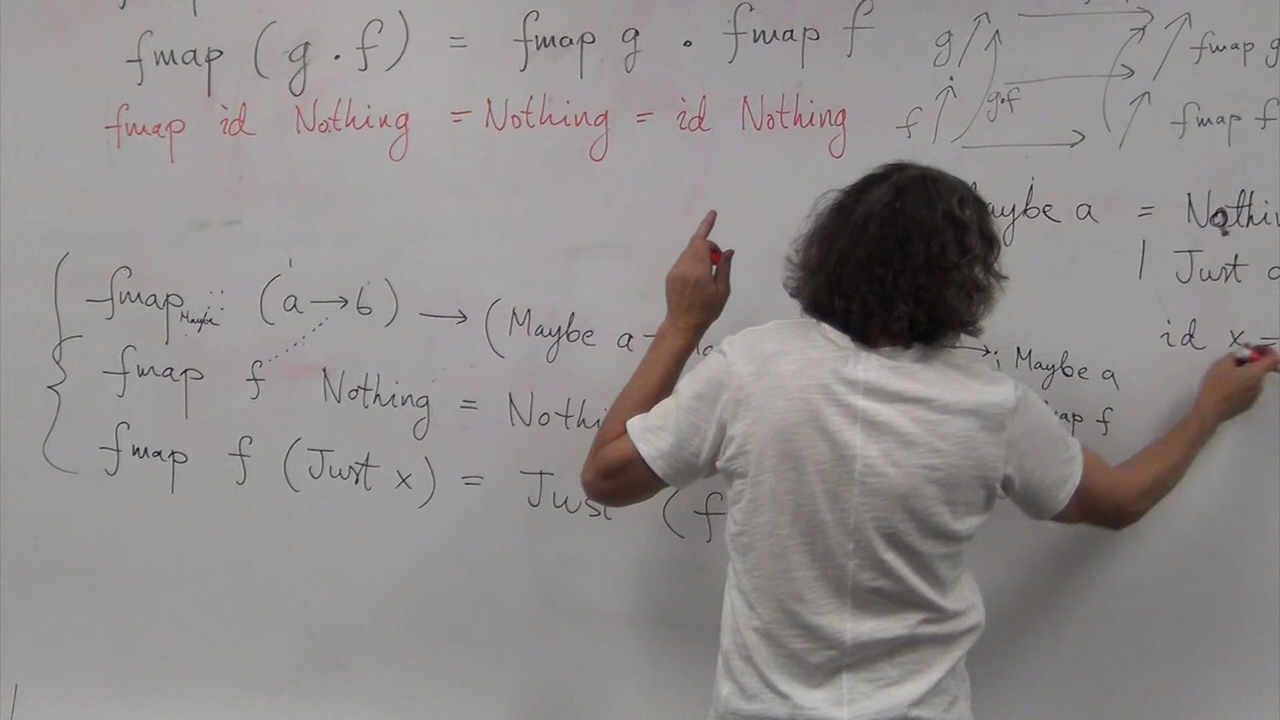 fmap (g . f) = fmap g . fmap f
fmap id Nothing = Nothing = id Nothing
g
g.f
f
fmap g
fmap f
a = Nothi
| Just
id x =
fmap Maybe :: (a → b) → (Maybe a
fmap f Nothing = Nothi
fmap f (Just x) = Just (f
Maybe a
f